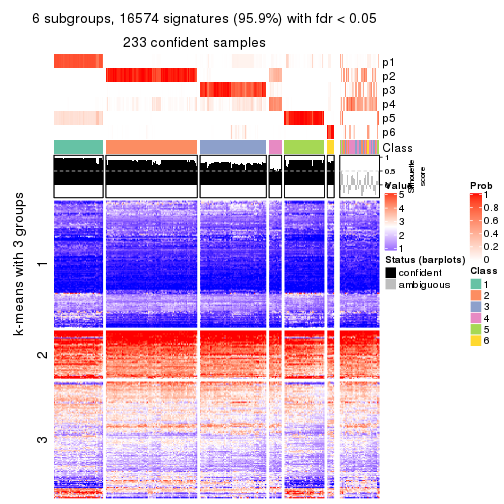 6 subgroups, 16574 signatures (95.9%) with fdr < 0.05
233 confident samples
p1
p2
p3
p4
p5
p6
Class
1
0.5
0
Silhouette
score
k-means with 3 groups
1
2
3
Value
5
4
3
2
1
Status (barplots)
confident
ambiguous
Prob
1
0.8
0.6
0.4
0.2
0
Class
1
2
3
4
5
6